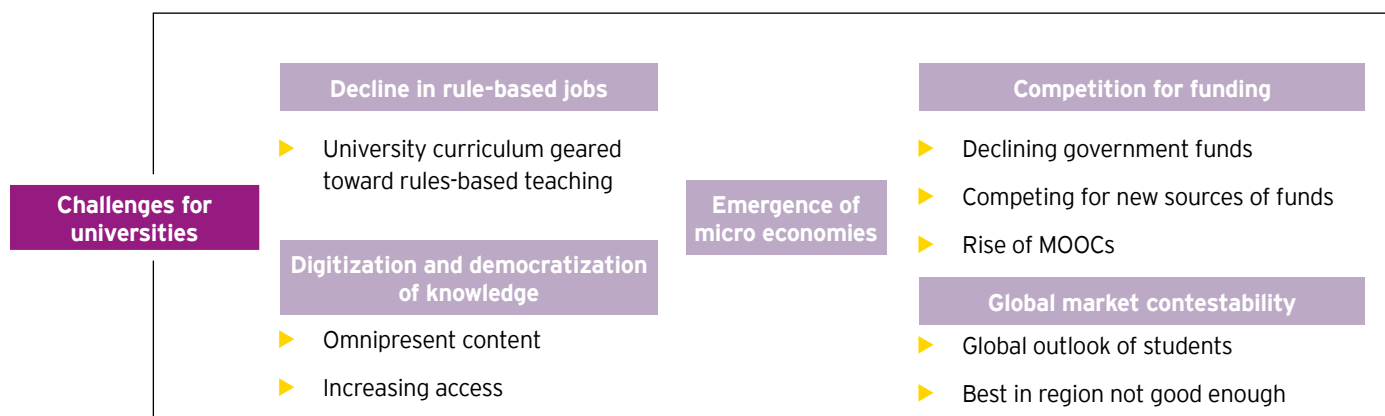 Challenges for
universities
Decline in rule-based jobs
University curriculum geared
toward rules-based teaching
Digitization and democratization
of knowledge
Omnipresent content
Increasing access
Emergence of
micro economies
Competition for funding
Declining government funds
Competing for new sources of funds
Rise of MOOCs
Global market contestability
Global outlook of students
Best in region not good enough